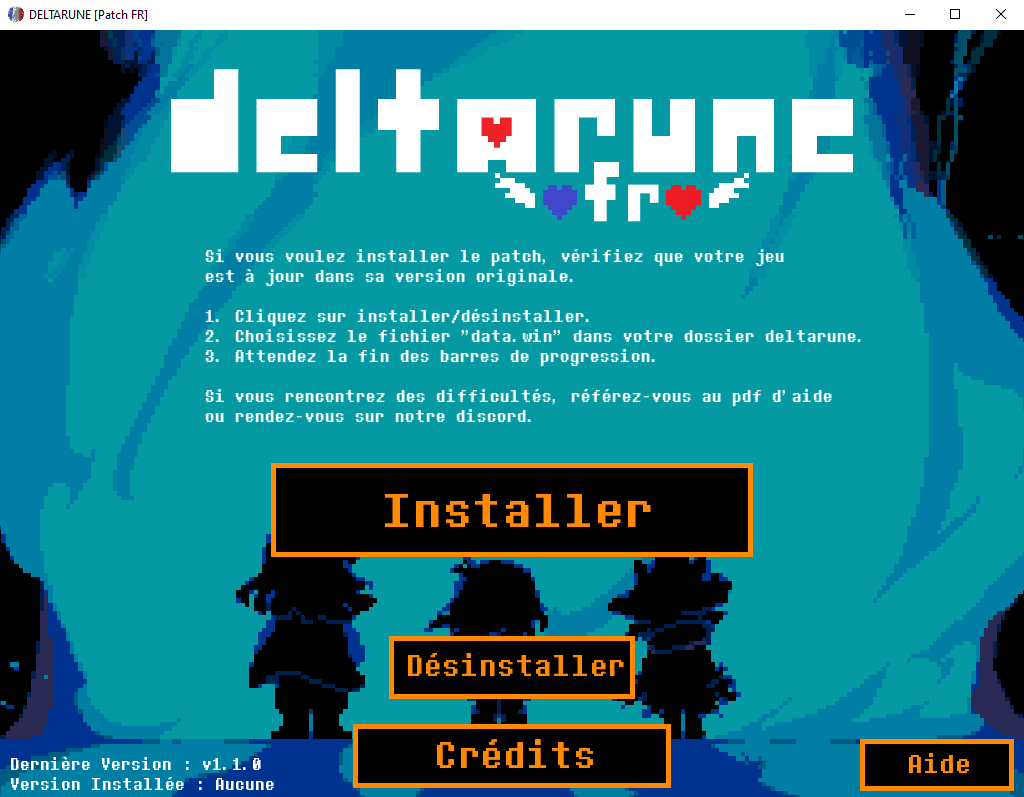 DELTARUNE [Patch FR]
deltarune
fr
Si vous voulez installer le patch, vérifiez que votre jeu
est à jour dans sa version originale.
1. Cliquez sur installer/désinstaller.
2. Choisissez le fichier "data.win" dans votre dossier deltarune.
3. Attendez la fin des barres de progression.
Si vous rencontrez des difficultés, référez-vous au pdf d'aide
ou rendez-vous sur notre discord.
Installer
Désinstaller
Crédits
Aide
Dernière Version : v1.1.0
Version Installée : Aucune